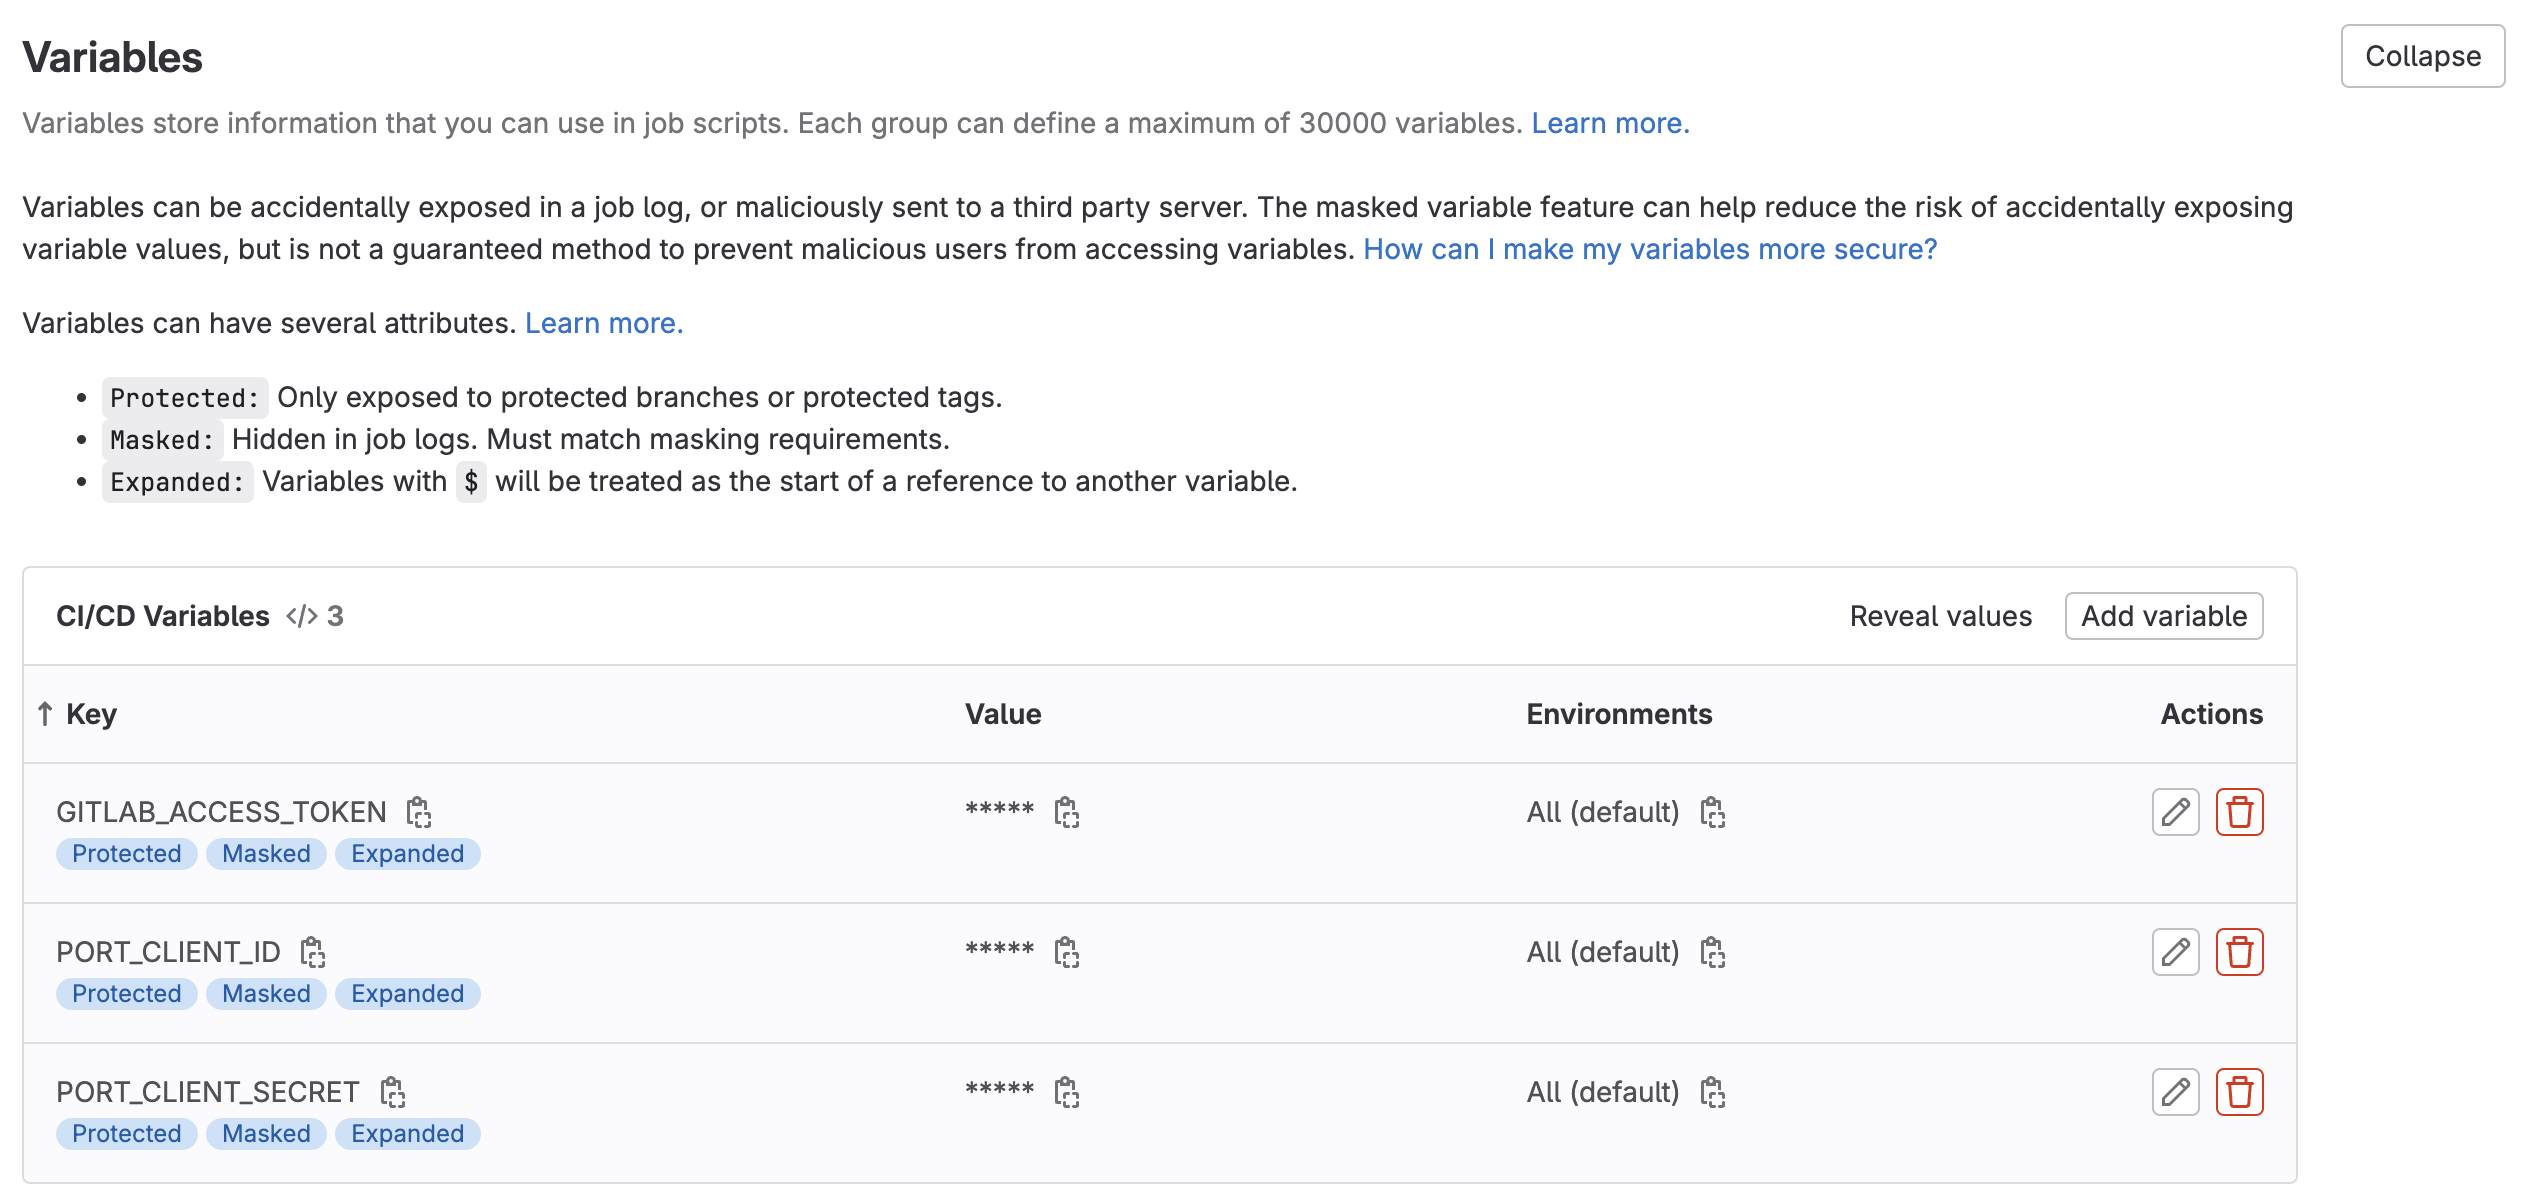 Variables
Collapse
Variables store information that you can use in job scripts. Each group can define a maximum of 30000 variables. Learn more.
Variables can be accidentally exposed in a job log, or maliciously sent to a third party server. The masked variable feature can help reduce the risk of accidentally exposing
variable values, but is not a guaranteed method to prevent malicious users from accessing variables. How can I make my variables more secure?
Variables can have several attributes. Learn more.
• Protected: Only exposed to protected branches or protected tags.
• Masked: Hidden in job logs. Must match masking requirements.
• Expanded: Variables with $ will be treated as the start of a reference to another variable.
CI/CD Variables </> 3 Reveal values Add variable
↑ Key Value Environments Actions
GITLAB_ACCESS_TOKEN ***** All (default)
Protected Masked Expanded
PORT_CLIENT_ID ***** All (default)
Protected Masked Expanded
PORT_CLIENT_SECRET ***** All (default)
Protected Masked Expanded